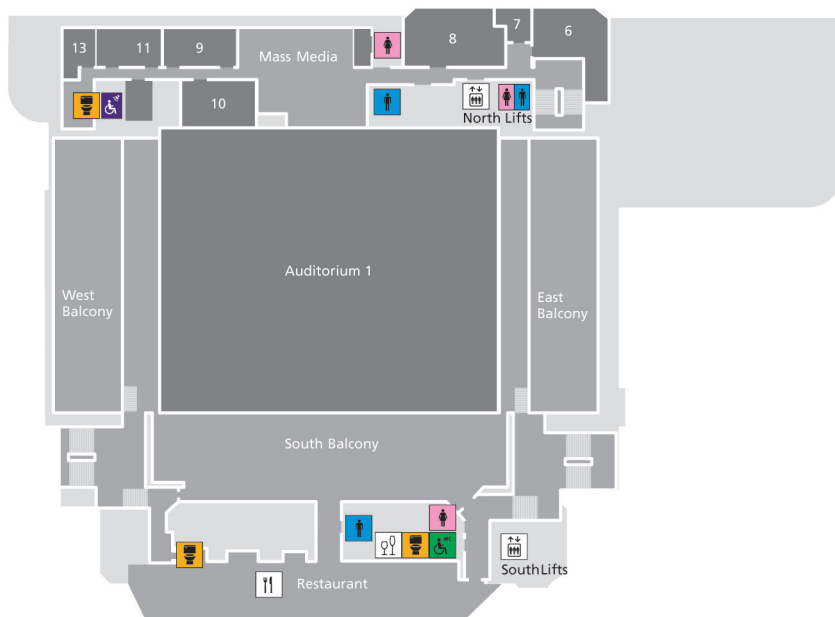 7
6
13
11
9
Mass Media
8
10
North Lifts
Auditorium 1
West
Balcony
East
Balcony
South Balcony
WC
South Lifts
Restaurant